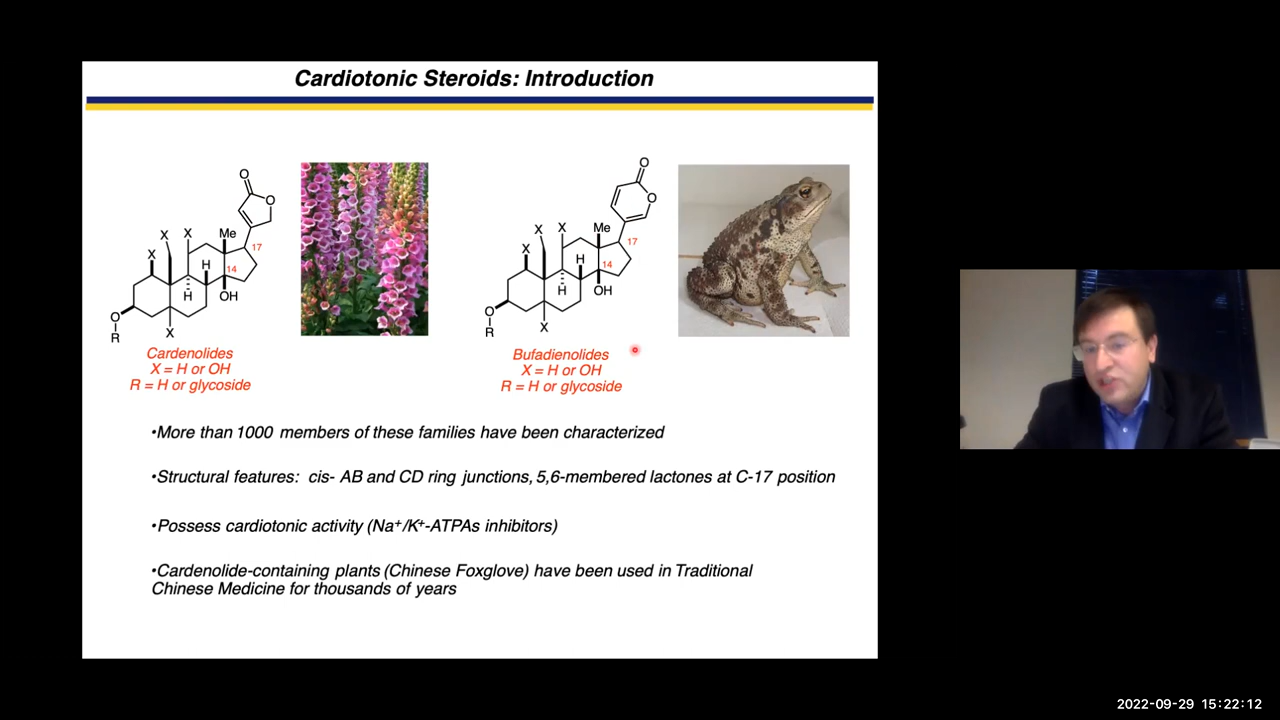 Cardiotonic Steroids: Introduction
O
O
X
X
Me
X
17
H
14
H
OH
O
R
X
Cardenolides
X = H or OH
R = H or glycoside
O
O
X
X
Me
X
17
H
14
H
OH
O
R
X
Bufadienolides
X = H or OH
R = H or glycoside
•More than 1000 members of these families have been characterized
•Structural features: cis- AB and CD ring junctions, 5,6-membered lactones at C-17 position
•Possess cardiotonic activity (Na+/K+-ATPAs inhibitors)
•Cardenolide-containing plants (Chinese Foxglove) have been used in Traditional
Chinese Medicine for thousands of years
2022-09-29 15:22:12